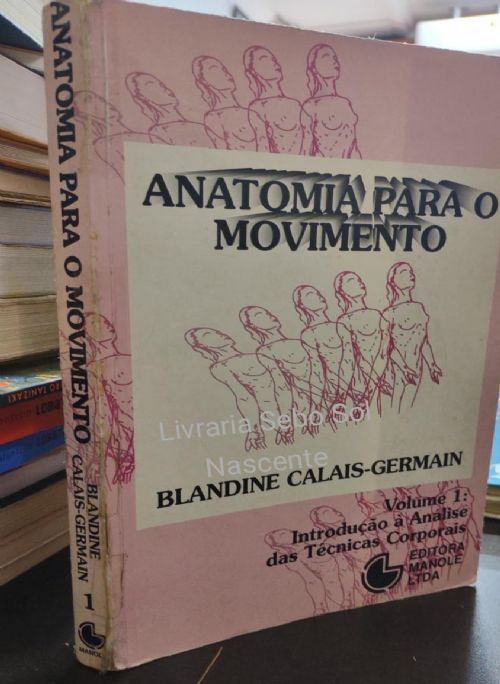 ANATOMIA PARA O
MOVIMENTO
Livraria Sebo Sol
Nascente
BLANDINE CALAIS-GERMAIN
Volume 1:
Introdução à Análise
das Técnicas Corporais
EDITORA
MANOLE
LTDA
ANATOMIA PARA O MOVIMENTO
BLANDINE
CALAIS-GERMAIN
1
MANOLE
TANIZAKI